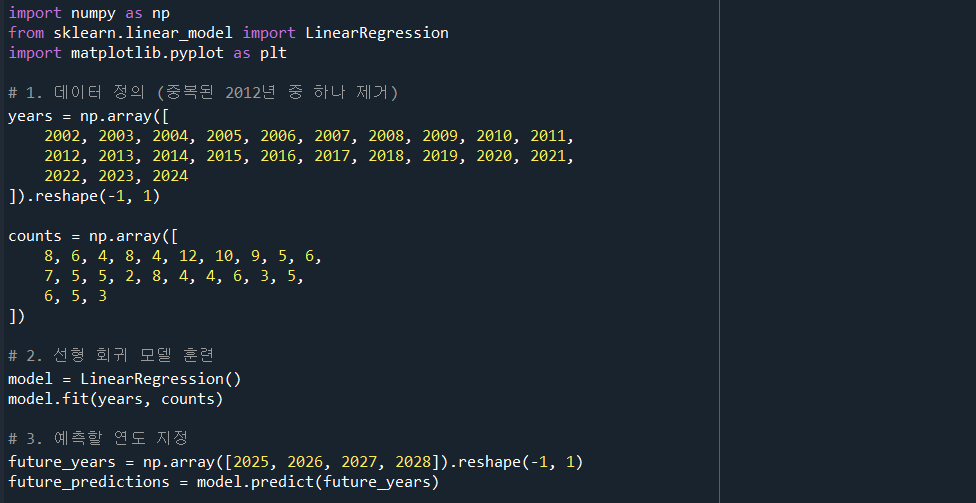 import numpy as np
from sklearn.linear_model import LinearRegression
import matplotlib.pyplot as plt

# 1. 데이터 정의 (중복된 2012년 중 하나 제거)
years = np.array([
    2002, 2003, 2004, 2005, 2006, 2007, 2008, 2009, 2010, 2011,
    2012, 2013, 2014, 2015, 2016, 2017, 2018, 2019, 2020, 2021,
    2022, 2023, 2024
]).reshape(-1, 1)

counts = np.array([
    8, 6, 4, 8, 4, 12, 10, 9, 5, 6,
    7, 5, 5, 2, 8, 4, 4, 6, 3, 5,
    6, 5, 3
])

# 2. 선형 회귀 모델 훈련
model = LinearRegression()
model.fit(years, counts)

# 3. 예측할 연도 지정
future_years = np.array([2025, 2026, 2027, 2028]).reshape(-1, 1)
future_predictions = model.predict(future_years)